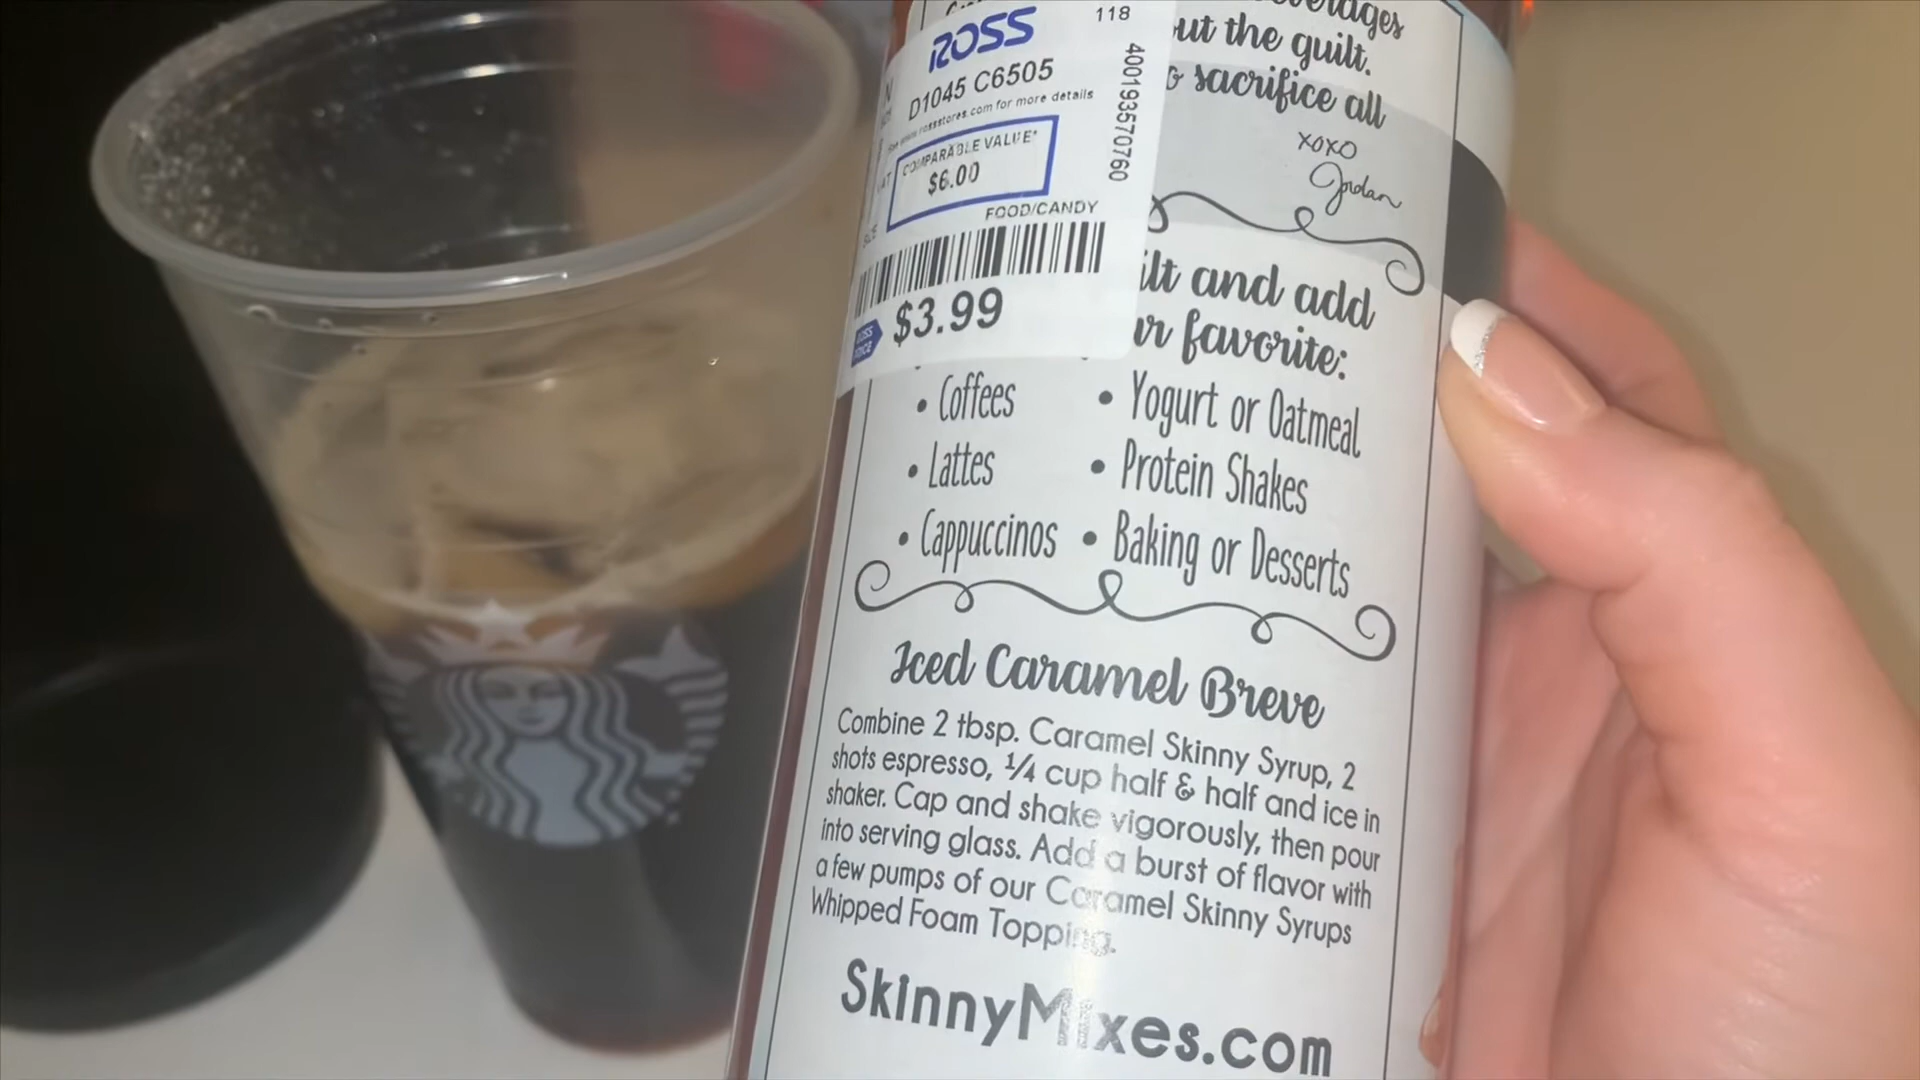 ROSS
118
D1045 C6505
400193570760
www.rossstores.com for more details
COMPARABLE VALUE*
$6.00
FOOD/CANDY
$3.99
out the guilt.
sacrifice all
xoxo
Jordan
and add
favorite:
• Coffees
• Lattes
• Cappuccinos
• Yogurt or Oatmeal
• Protein Shakes
• Baking or Desserts
Iced Caramel Breve
Combine 2 tbsp. Caramel Skinny Syrup, 2
shots espresso, ¼ cup half & half and ice in
shaker. Cap and shake vigorously, then pour
into serving glass. Add a burst of flavor with
a few pumps of our Caramel Skinny Syrups
Whipped Foam Topping.
SkinnyMixes.com